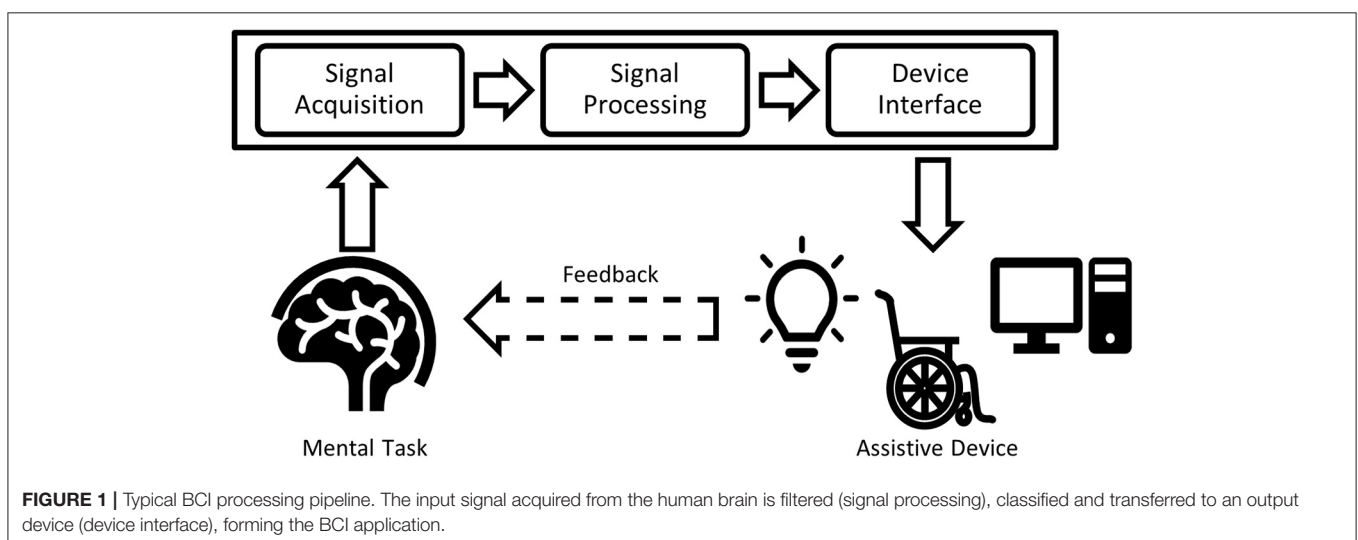 Signal
Acquisition
Signal
Processing
Device
Interface
Feedback
Mental Task
Assistive Device
FIGURE 1 | Typical BCI processing pipeline. The input signal acquired from the human brain is filtered (signal processing), classified and transferred to an output
device (device interface), forming the BCI application.